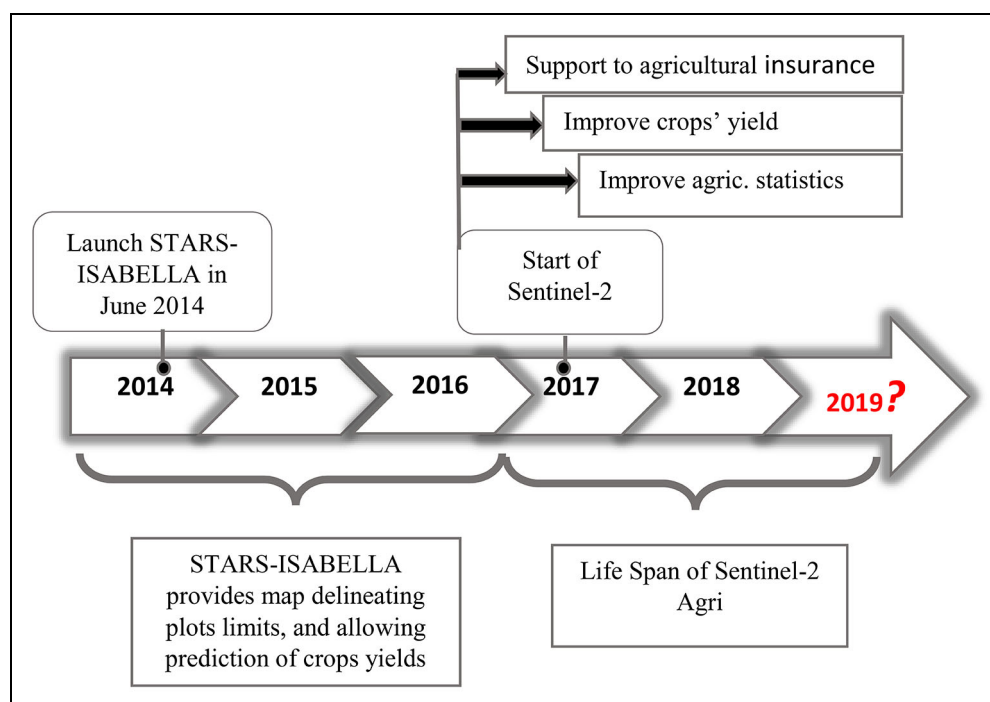 Support to agricultural insurance
Improve crops' yield
Improve agric. statistics
Launch STARS-
ISABELLA in
June 2014
Start of
Sentinel-2
2014
2015
2016
2017
2018
2019?
STARS-ISABELLA
provides map delineating
plots limits, and allowing
prediction of crops yields
Life Span of Sentinel-2
Agri